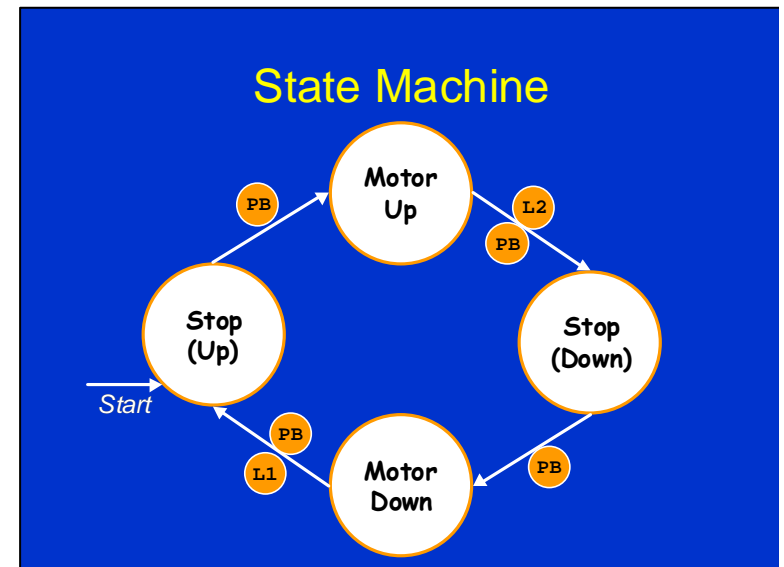 State Machine
Motor
Up
PB
L2
PB
Stop
(Up)
Stop
(Down)
Start
PB
L1
Motor
Down
PB